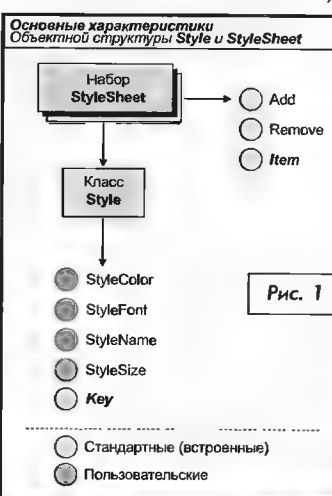 Основные характеристики
Объектной структуры Style и StyleSheet
Набор
StyleSheet
Add
Remove
Item
Класс
Style
StyleColor
StyleFont
StyleName
StyleSize
Key
Рис. 1
Стандартные (встроенные)
Пользовательские